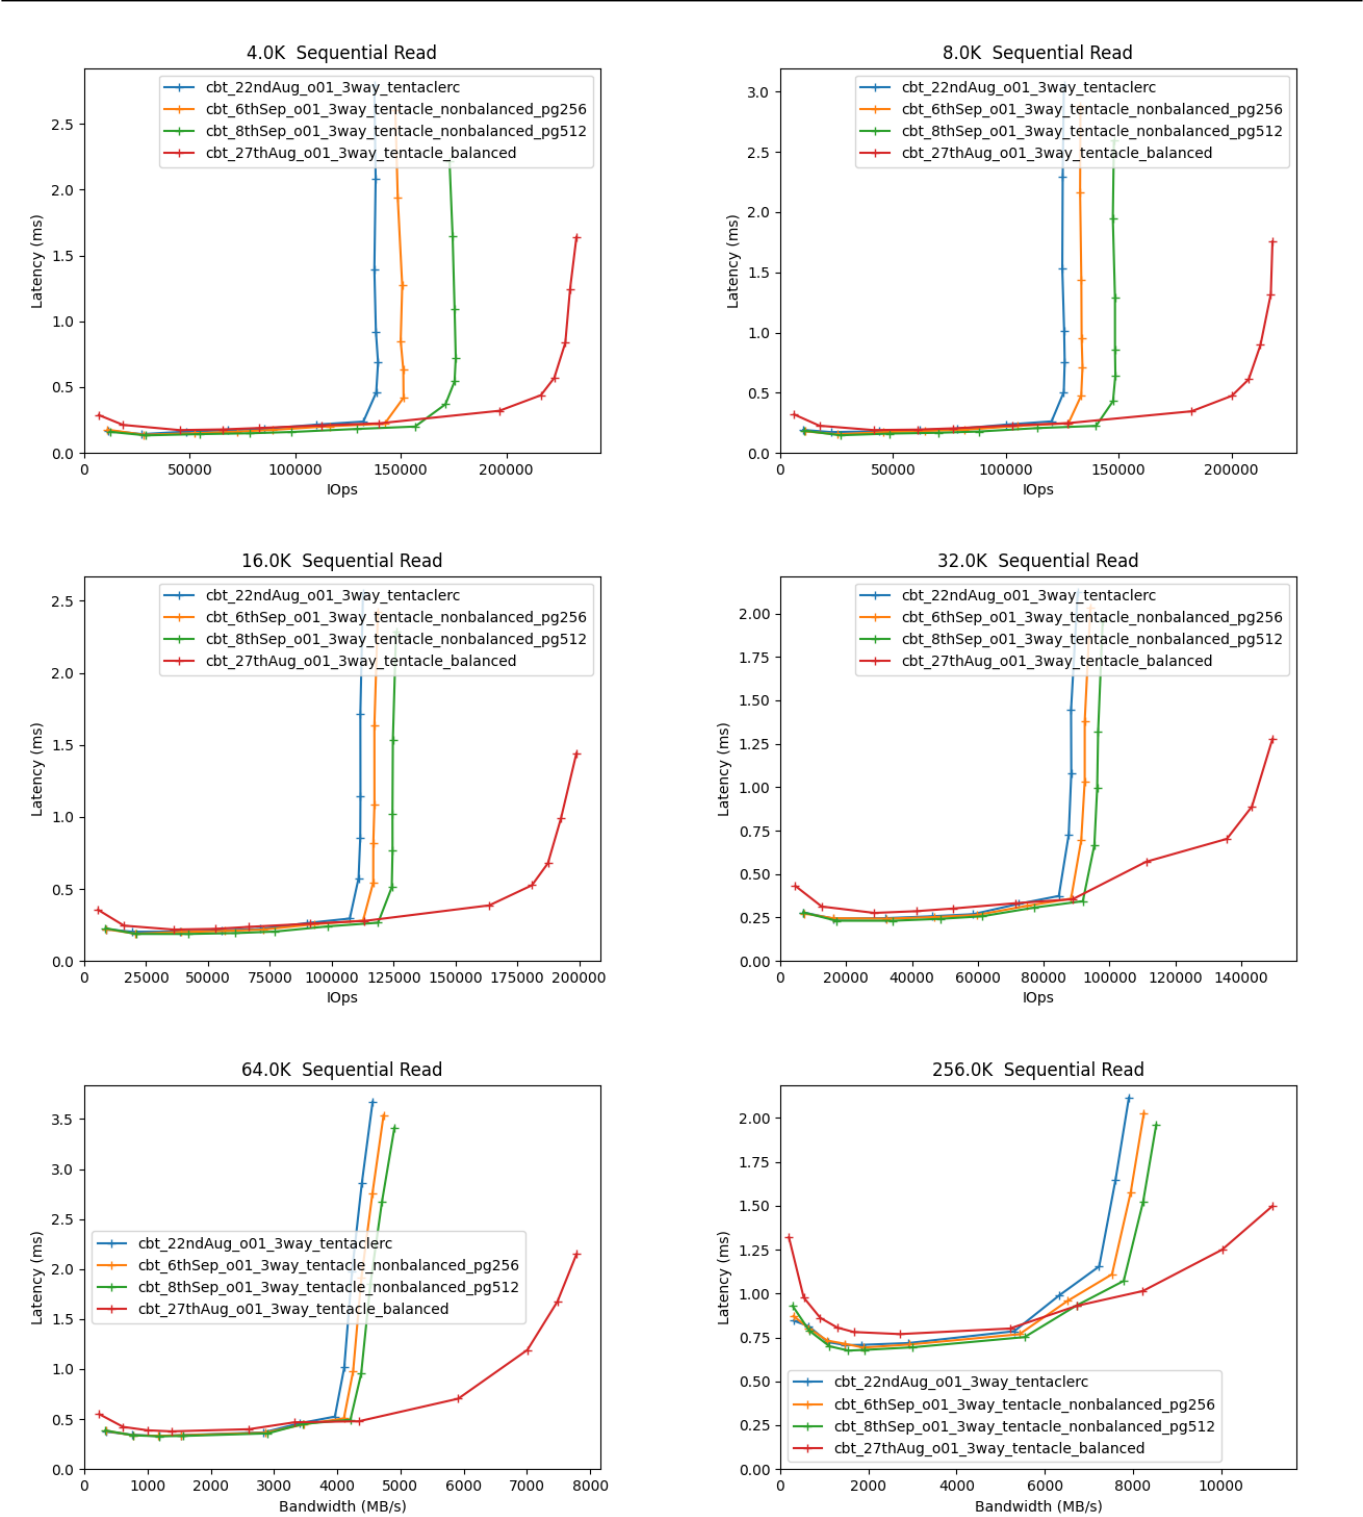 4.0K Sequential Read
cbt_22ndAug_o01_3way_tentaclerc
cbt_6thSep_o01_3way_tentacle_nonbalanced_pg256
cbt_8thSep_o01_3way_tentacle_nonbalanced_pg512
cbt_27thAug_o01_3way_tentacle_balanced
2.5
2.0
1.5
1.0
0.5
0.0
Latency (ms)
0 50000 100000 150000 200000
IOps
8.0K Sequential Read
cbt_22ndAug_o01_3way_tentaclerc
cbt_6thSep_o01_3way_tentacle_nonbalanced_pg256
cbt_8thSep_o01_3way_tentacle_nonbalanced_pg512
cbt_27thAug_o01_3way_tentacle_balanced
3.0
2.5
2.0
1.5
1.0
0.5
0.0
Latency (ms)
0 50000 100000 150000 200000
IOps
16.0K Sequential Read
cbt_22ndAug_o01_3way_tentaclerc
cbt_6thSep_o01_3way_tentacle_nonbalanced_pg256
cbt_8thSep_o01_3way_tentacle_nonbalanced_pg512
cbt_27thAug_o01_3way_tentacle_balanced
2.5
2.0
1.5
1.0
0.5
0.0
Latency (ms)
0 25000 50000 75000 100000 125000 150000 175000 200000
IOps
32.0K Sequential Read
cbt_22ndAug_o01_3way_tentaclerc
cbt_6thSep_o01_3way_tentacle_nonbalanced_pg256
cbt_8thSep_o01_3way_tentacle_nonbalanced_pg512
cbt_27thAug_o01_3way_tentacle_balanced
2.00
1.75
1.50
1.25
1.00
0.75
0.50
0.25
0.00
Latency (ms)
0 20000 40000 60000 80000 100000 120000 140000
IOps
64.0K Sequential Read
3.5
3.0
2.5
2.0
1.5
1.0
0.5
0.0
Latency (ms)
cbt_22ndAug_o01_3way_tentaclerc
cbt_6thSep_o01_3way_tentacle_nonbalanced_pg256
cbt_8thSep_o01_3way_tentacle_nonbalanced_pg512
cbt_27thAug_o01_3way_tentacle_balanced
0 1000 2000 3000 4000 5000 6000 7000 8000
Bandwidth (MB/s)
256.0K Sequential Read
2.00
1.75
1.50
1.25
1.00
0.75
0.50
0.25
0.00
Latency (ms)
cbt_22ndAug_o01_3way_tentaclerc
cbt_6thSep_o01_3way_tentacle_nonbalanced_pg256
cbt_8thSep_o01_3way_tentacle_nonbalanced_pg512
cbt_27thAug_o01_3way_tentacle_balanced
0 2000 4000 6000 8000 10000
Bandwidth (MB/s)